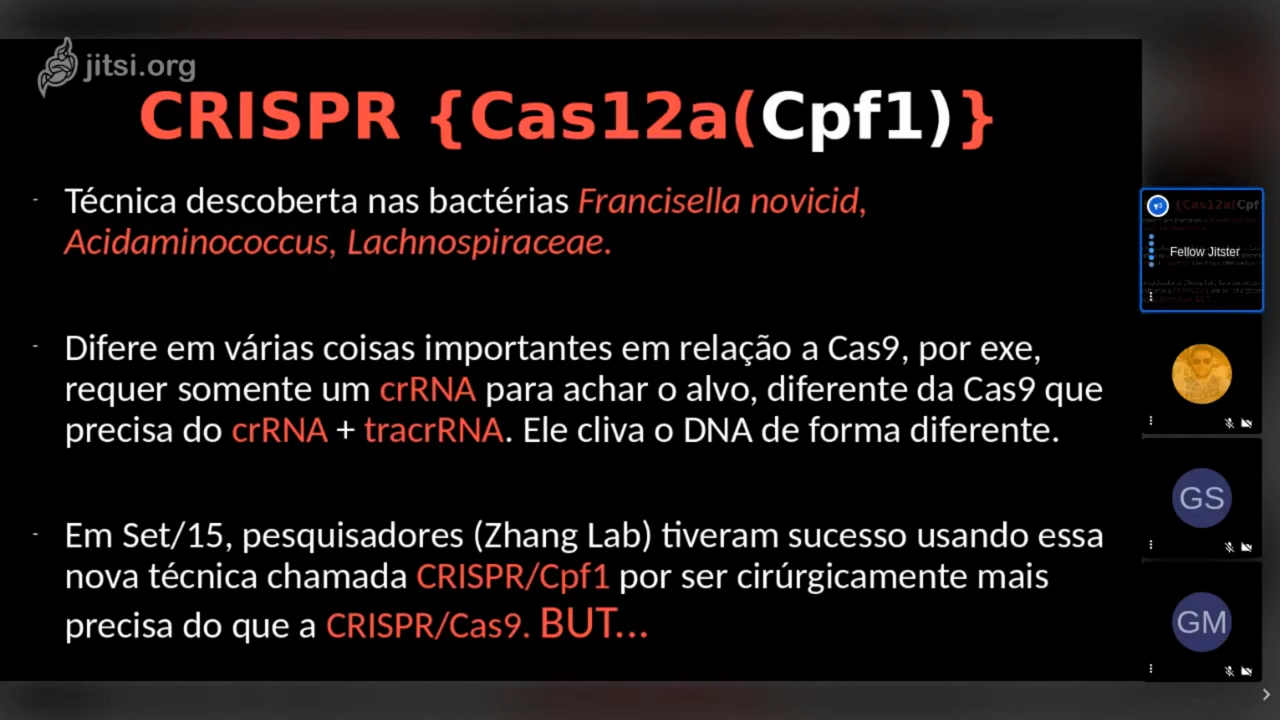 jitsi.org
CRISPR {Cas12a(Cpf1)}
- Técnica descoberta nas bactérias Francisella novicid,
Acidaminococcus, Lachnospiraceae.
- Difere em várias coisas importantes em relação a Cas9, por exe,
requer somente um crRNA para achar o alvo, diferente da Cas9 que
precisa do crRNA + tracrRNA. Ele cliva o DNA de forma diferente.
- Em Set/15, pesquisadores (Zhang Lab) tiveram sucesso usando essa
nova técnica chamada CRISPR/Cpf1 por ser cirúrgicamente mais
precisa do que a CRISPR/Cas9. BUT...
{Cas12a(Cpf
Fellow Jitster
GS
GM